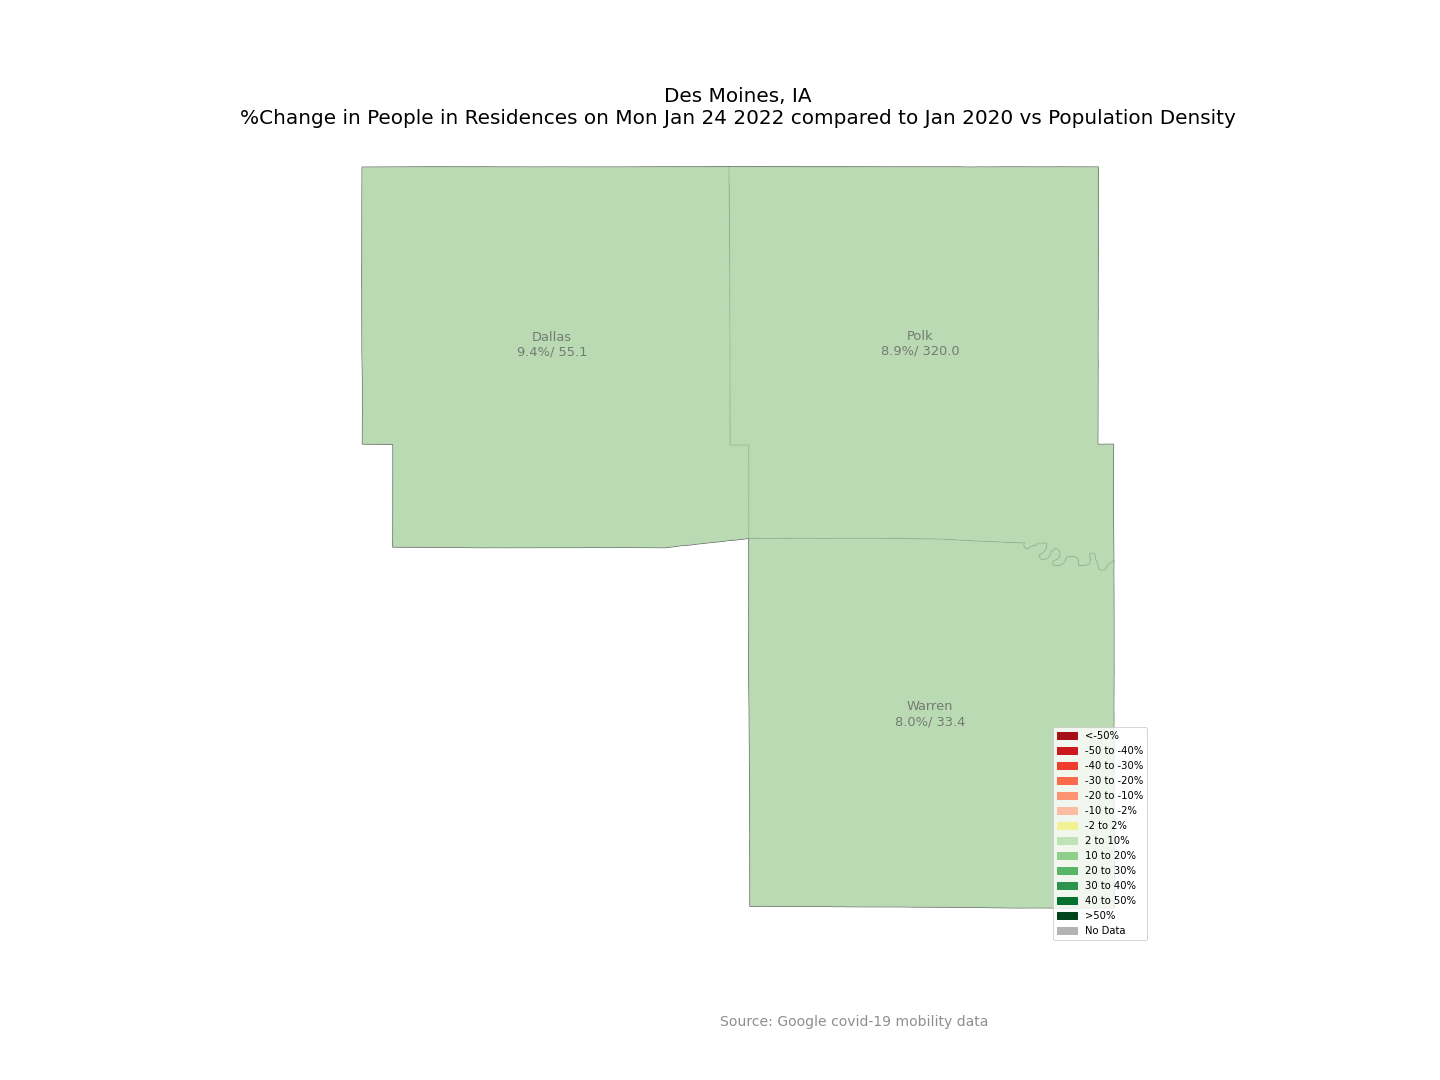 Des Moines, IA
%Change in People in Residences on Mon Jan 24 2022 compared to Jan 2020 vs Population Density
Dallas
9.4%/ 55.1
Polk
8.9%/ 320.0
Warren
8.0%/ 33.4
<-50%
-50 to -40%
-40 to -30%
-30 to -20%
-20 to -10%
-10 to -2%
-2 to 2%
2 to 10%
10 to 20%
20 to 30%
30 to 40%
40 to 50%
>50%
No Data
Source: Google covid-19 mobility data